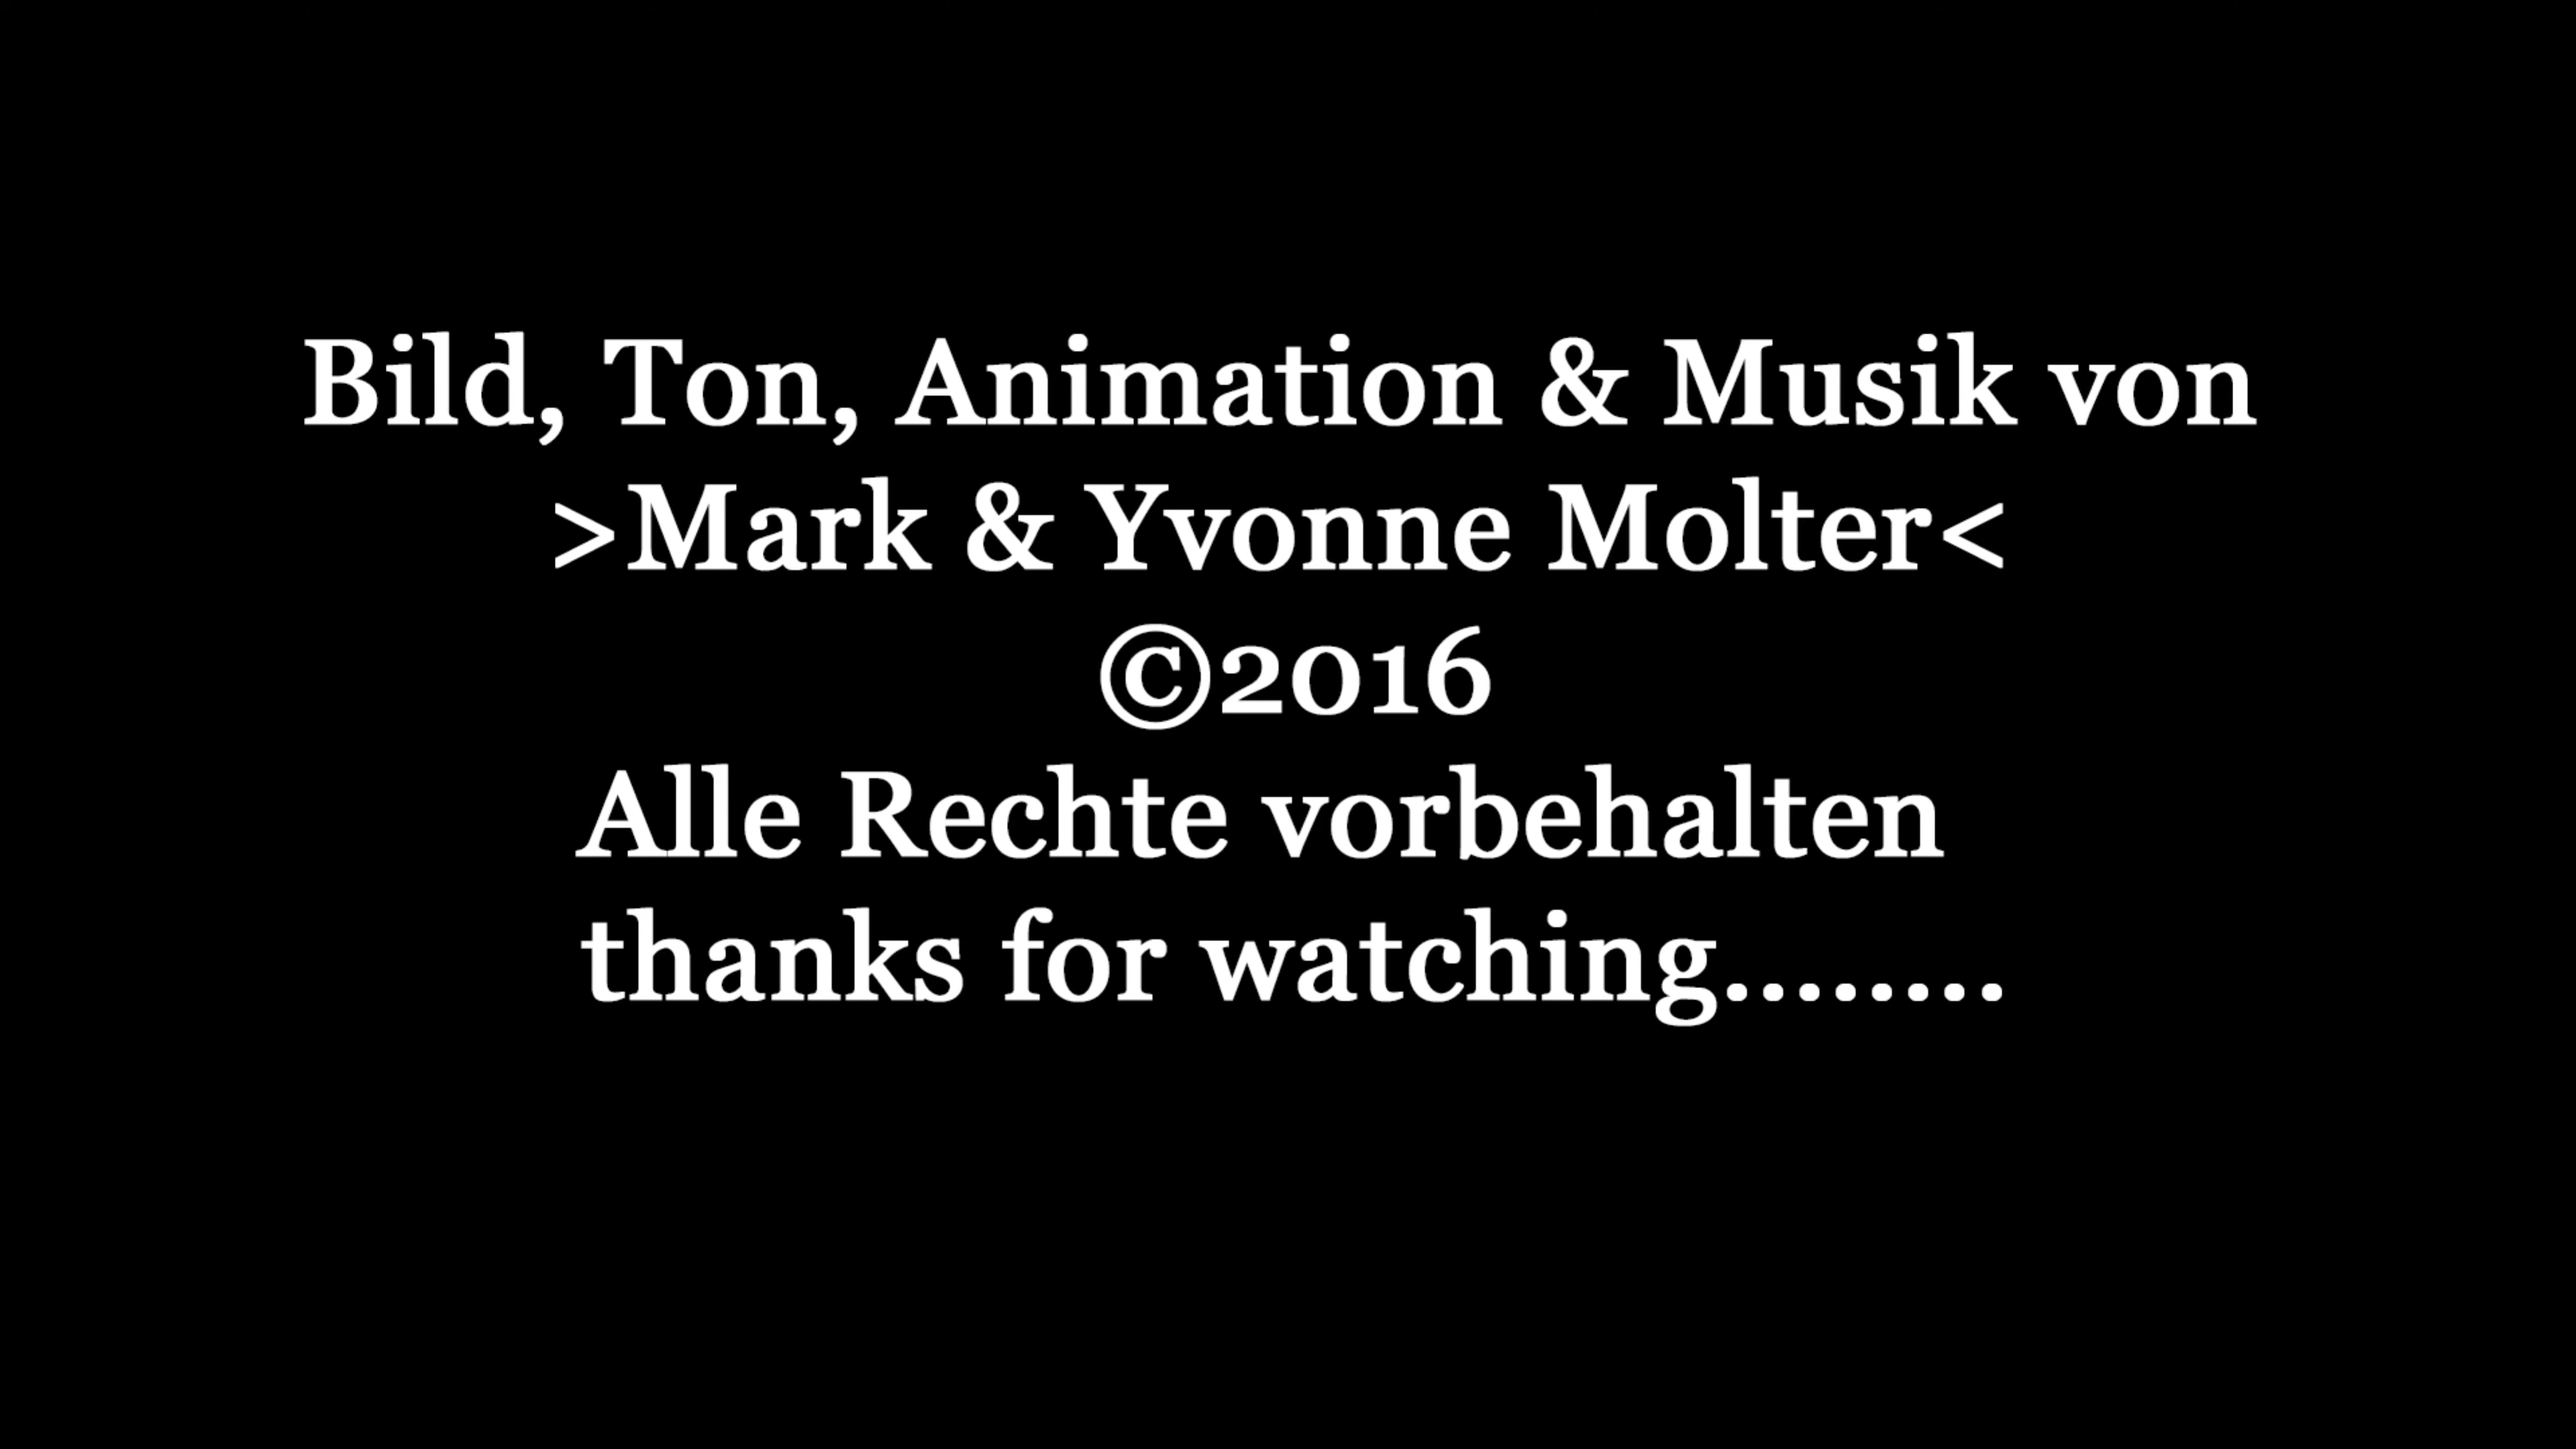 Bild, Ton, Animation & Musik von
>Mark & Yvonne Molter<
©2016
Alle Rechte vorbehalten
thanks for watching........